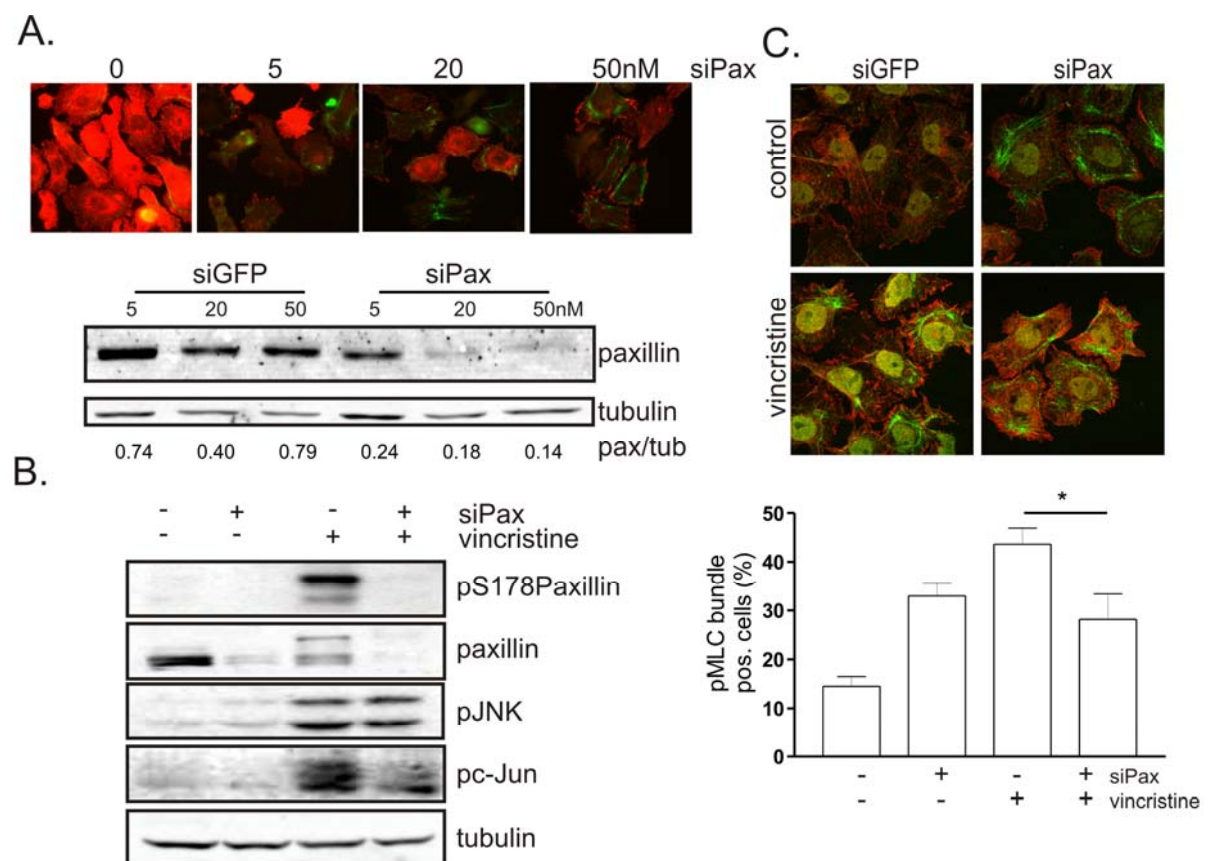 A.
0 5 20 50nM siPax
siGFP siPax
5 20 50 5 20 50nM
paxillin
tubulin
0.74 0.40 0.79 0.24 0.18 0.14 pax/tub
B.
- + - + siPax
- - + + vincristine
pS178Paxillin
paxillin
pJNK
pc-Jun
tubulin
C.
siGFP siPax
control
vincristine
*
pMLC bundle
pos. cells (%)
50
40
30
20
10
0
- + - + siPax
- - + + vincristine